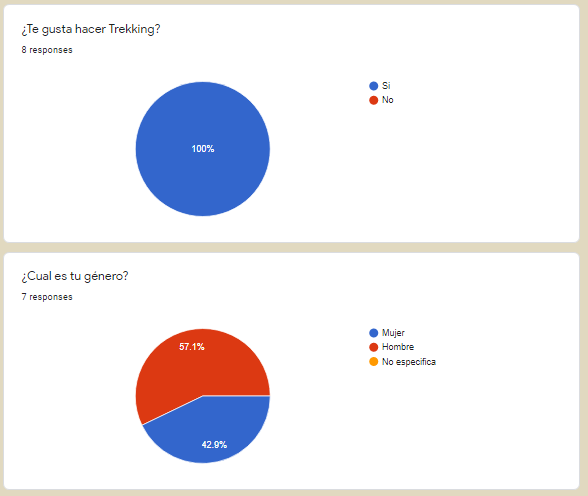 ¿Te gusta hacer Trekking?
8 responses
Si
No
100%
¿Cual es tu género?
7 responses
Mujer
Hombre
No especifica
57.1%
42.9%